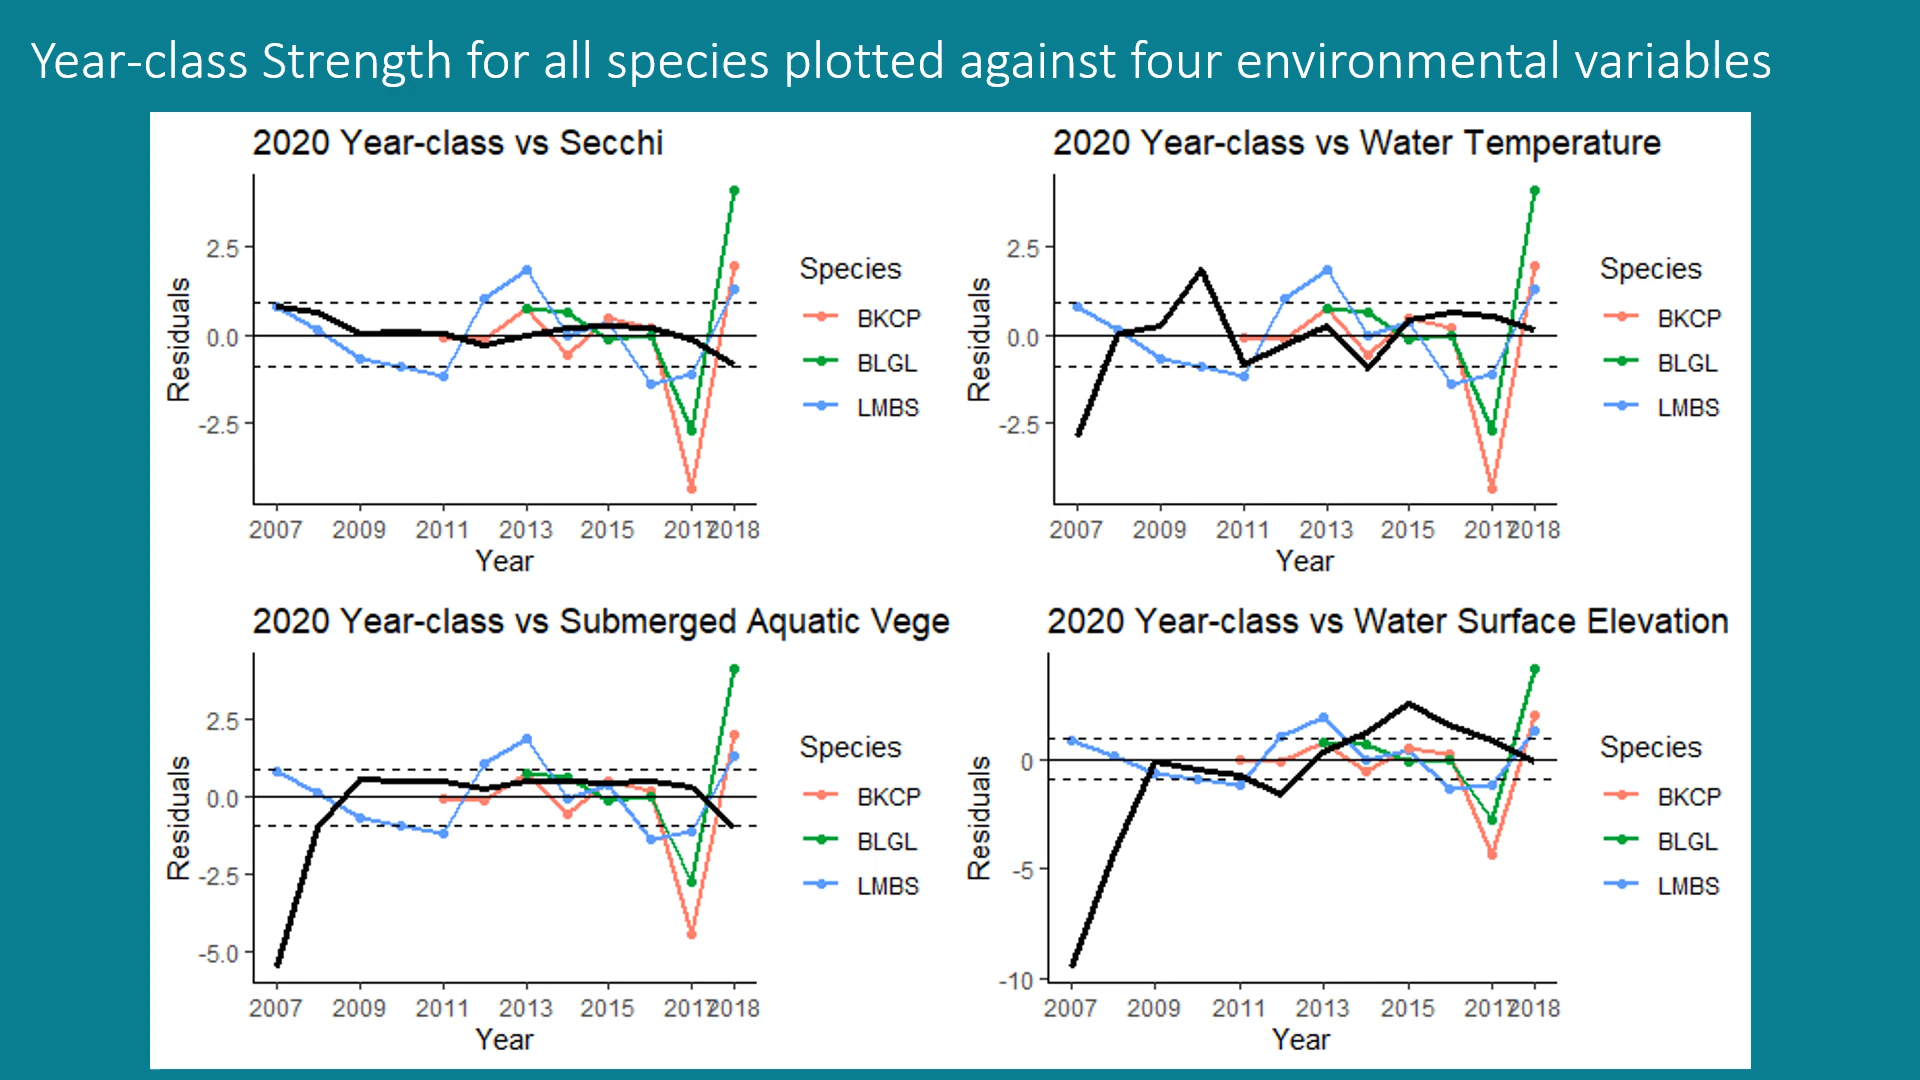 Year-class Strength for all species plotted against four environmental variables
2020 Year-class vs Secchi
Residuals
2.5
0.0
-2.5
2007 2009 2011 2013 2015 2017 2018
Year
Species
BKCP
BLGL
LMBS
2020 Year-class vs Water Temperature
Residuals
2.5
0.0
-2.5
2007 2009 2011 2013 2015 2017 2018
Year
Species
BKCP
BLGL
LMBS
2020 Year-class vs Submerged Aquatic Vege
Residuals
2.5
0.0
-2.5
-5.0
2007 2009 2011 2013 2015 2017 2018
Year
Species
BKCP
BLGL
LMBS
2020 Year-class vs Water Surface Elevation
Residuals
0
-5
-10
2007 2009 2011 2013 2015 2017 2018
Year
Species
BKCP
BLGL
LMBS